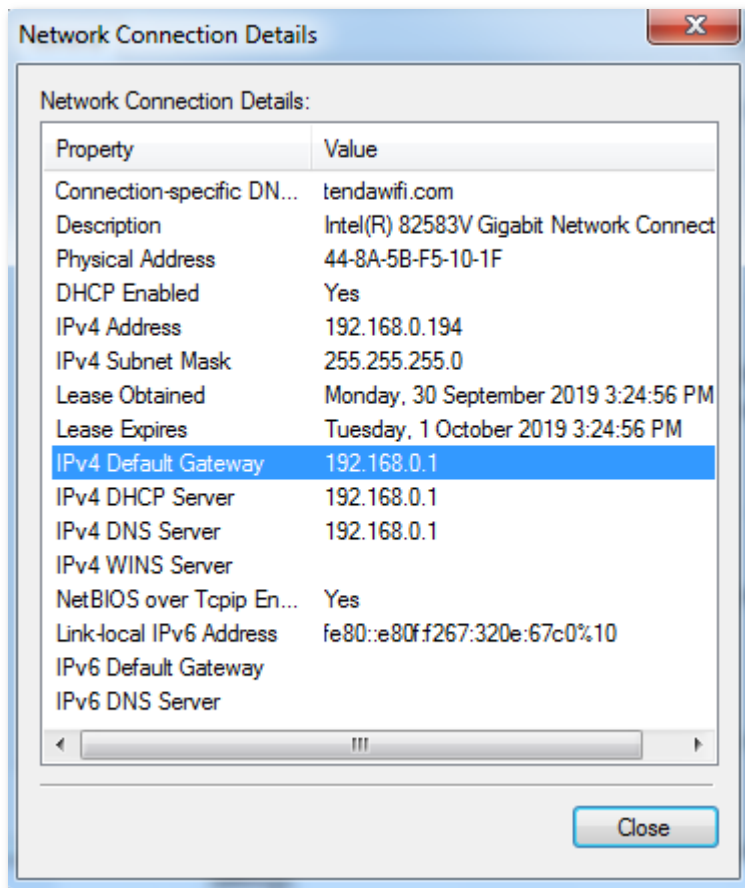 Network Connection Details
Network Connection Details:
Property Value
Connection-specific DN... tendawifi.com
Description Intel(R) 82583V Gigabit Network Connect
Physical Address 44-8A-5B-F5-10-1F
DHCP Enabled Yes
IPv4 Address 192.168.0.194
IPv4 Subnet Mask 255.255.255.0
Lease Obtained Monday, 30 September 2019 3:24:56 PM
Lease Expires Tuesday, 1 October 2019 3:24:56 PM
IPv4 Default Gateway 192.168.0.1
IPv4 DHCP Server 192.168.0.1
IPv4 DNS Server 192.168.0.1
IPv4 WINS Server
NetBIOS over Tcpip En... Yes
Link-local IPv6 Address fe80::e80f:f267:320e:67c0%10
IPv6 Default Gateway
IPv6 DNS Server
Close